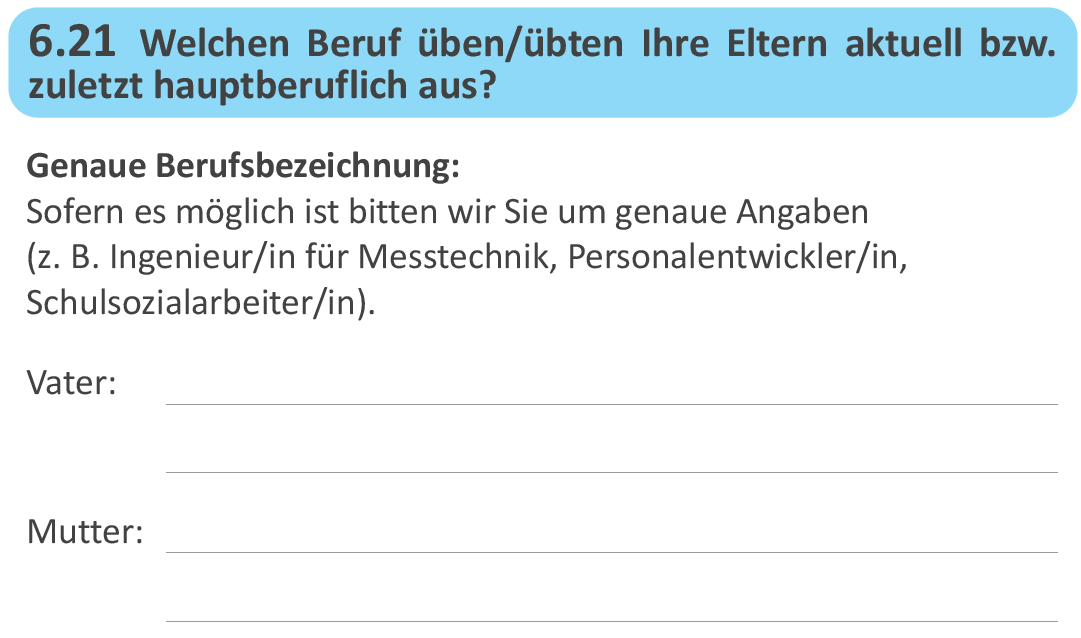 6.21 Welchen Beruf üben/übten Ihre Eltern aktuell bzw.
zuletzt hauptberuflich aus?
Genaue Berufsbezeichnung:
Sofern es möglich ist bitten wir Sie um genaue Angaben
(z. B. Ingenieur/in für Messtechnik, Personalentwickler/in,
Schulsozialarbeiter/in).
Vater:
Mutter: